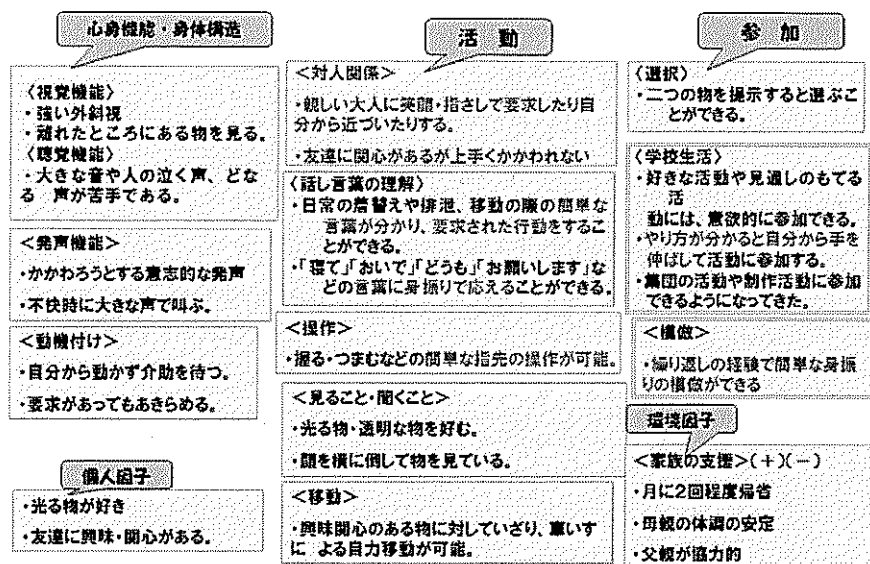 心身機能・身体構造
〈視覚機能〉
・強い外斜視
・離れたところにある物を見る。
〈聴覚機能〉
・大きな音や人の泣く声、どな
る 声が苦手である。
＜発声機能＞
・かかわろうとする意志的な発声
・不快時に大きな声で叫ぶ。
＜動機付け＞
・自分から動かず介助を待つ。
・要求があってもあきらめる。
個人因子
・光る物が好き
・友達に興味・関心がある。
活 動
＜対人関係＞
・親しい大人に笑顔・指さして要求したり自
分から近づいたりする。
・友達に関心があるが上手くかかわれない
〈話し言葉の理解〉
・日常の着替えや排泄、移動の際の簡単な
言葉が分かり、要求された行動をするこ
とができる。
・「寝て」「おいで」「どうも」「お願いします」な
どの言葉に身振りで応えることができる。
＜操作＞
・握る・つまむなどの簡単な指先の操作が可能。
＜見ること・聞くこと＞
・光る物・透明な物を好む。
・顔を横に倒して物を見ている。
＜移動＞
・興味関心のある物に対していざり、車いす
に よる自力移動が可能。
参 加
〈選択〉
・二つの物を提示すると選ぶこ
とができる。
〈学校生活〉
・好きな活動や見通しのもてる
活
動には、意欲的に参加できる。
・やり方が分かると自分から手を
伸ばして活動に参加する。
・集団の活動や制作活動に参加
できるようになってきた。
＜模倣＞
・繰り返しの経験で簡単な身振
りの模倣ができる
環境因子
＜家族の支援＞(＋)(－)
・月に2回程度帰省
・母親の体調の安定
・父親が協力的